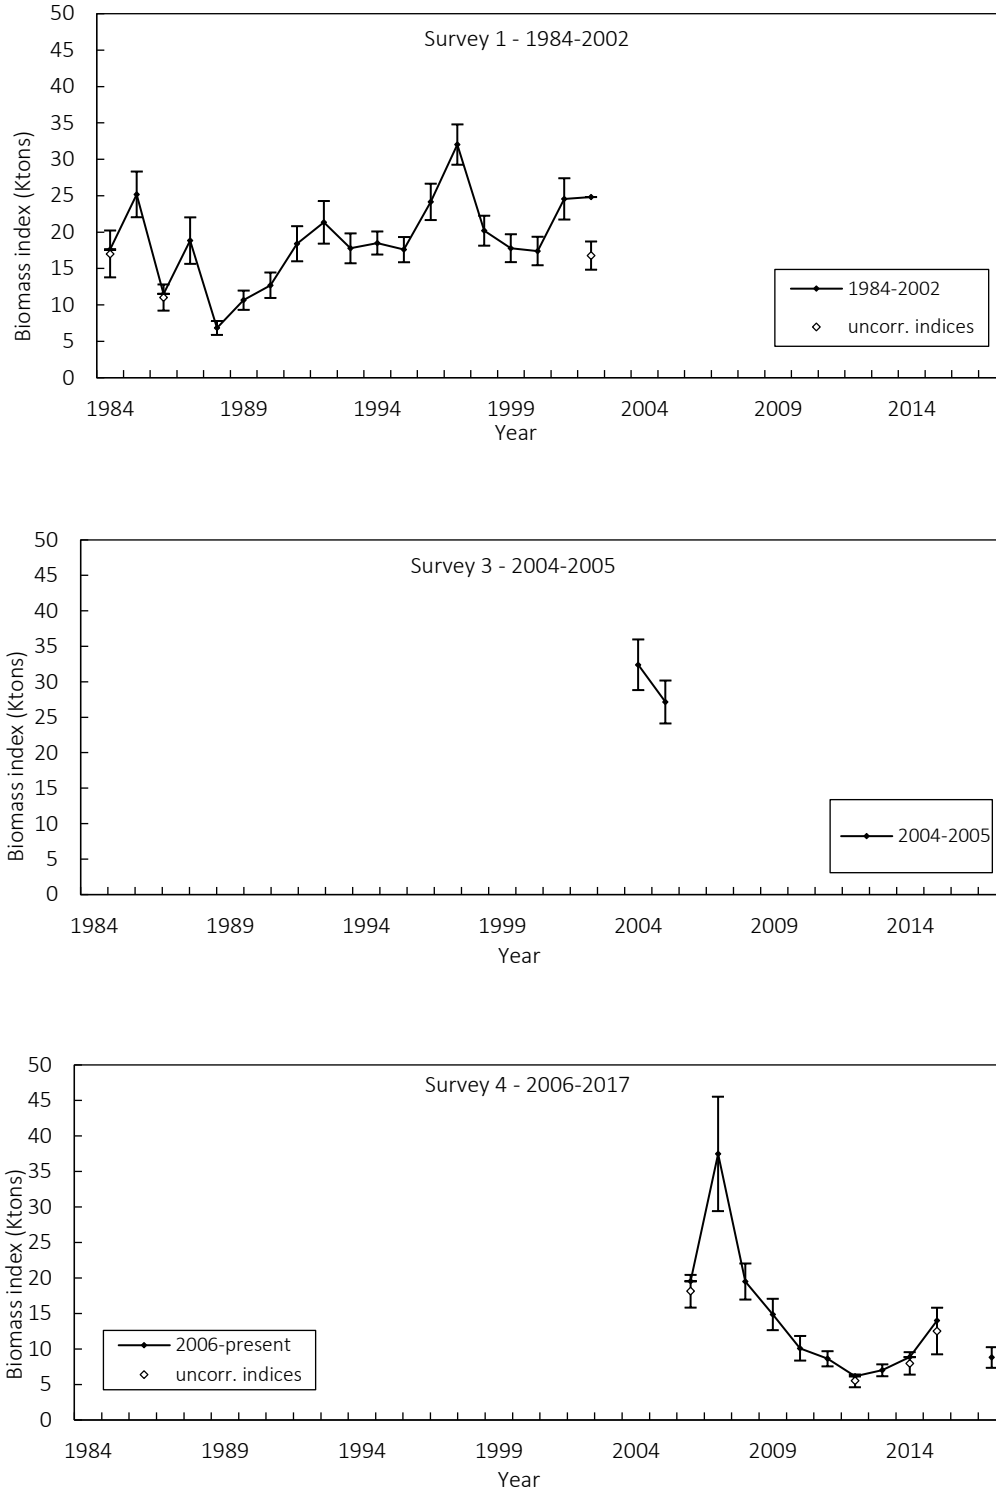 Survey 1 - 1984-2002
Biomass index (Ktons)
50
45
40
35
30
25
20
15
10
5
0
1984-2002
uncorr. indices
1984 1989 1994 1999 2004 2009 2014
Year
Survey 3 - 2004-2005
Biomass index (Ktons)
50
45
40
35
30
25
20
15
10
5
0
2004-2005
1984 1989 1994 1999 2004 2009 2014
Year
Survey 4 - 2006-2017
Biomass index (Ktons)
50
45
40
35
30
25
20
15
10
5
0
2006-present
uncorr. indices
1984 1989 1994 1999 2004 2009 2014
Year